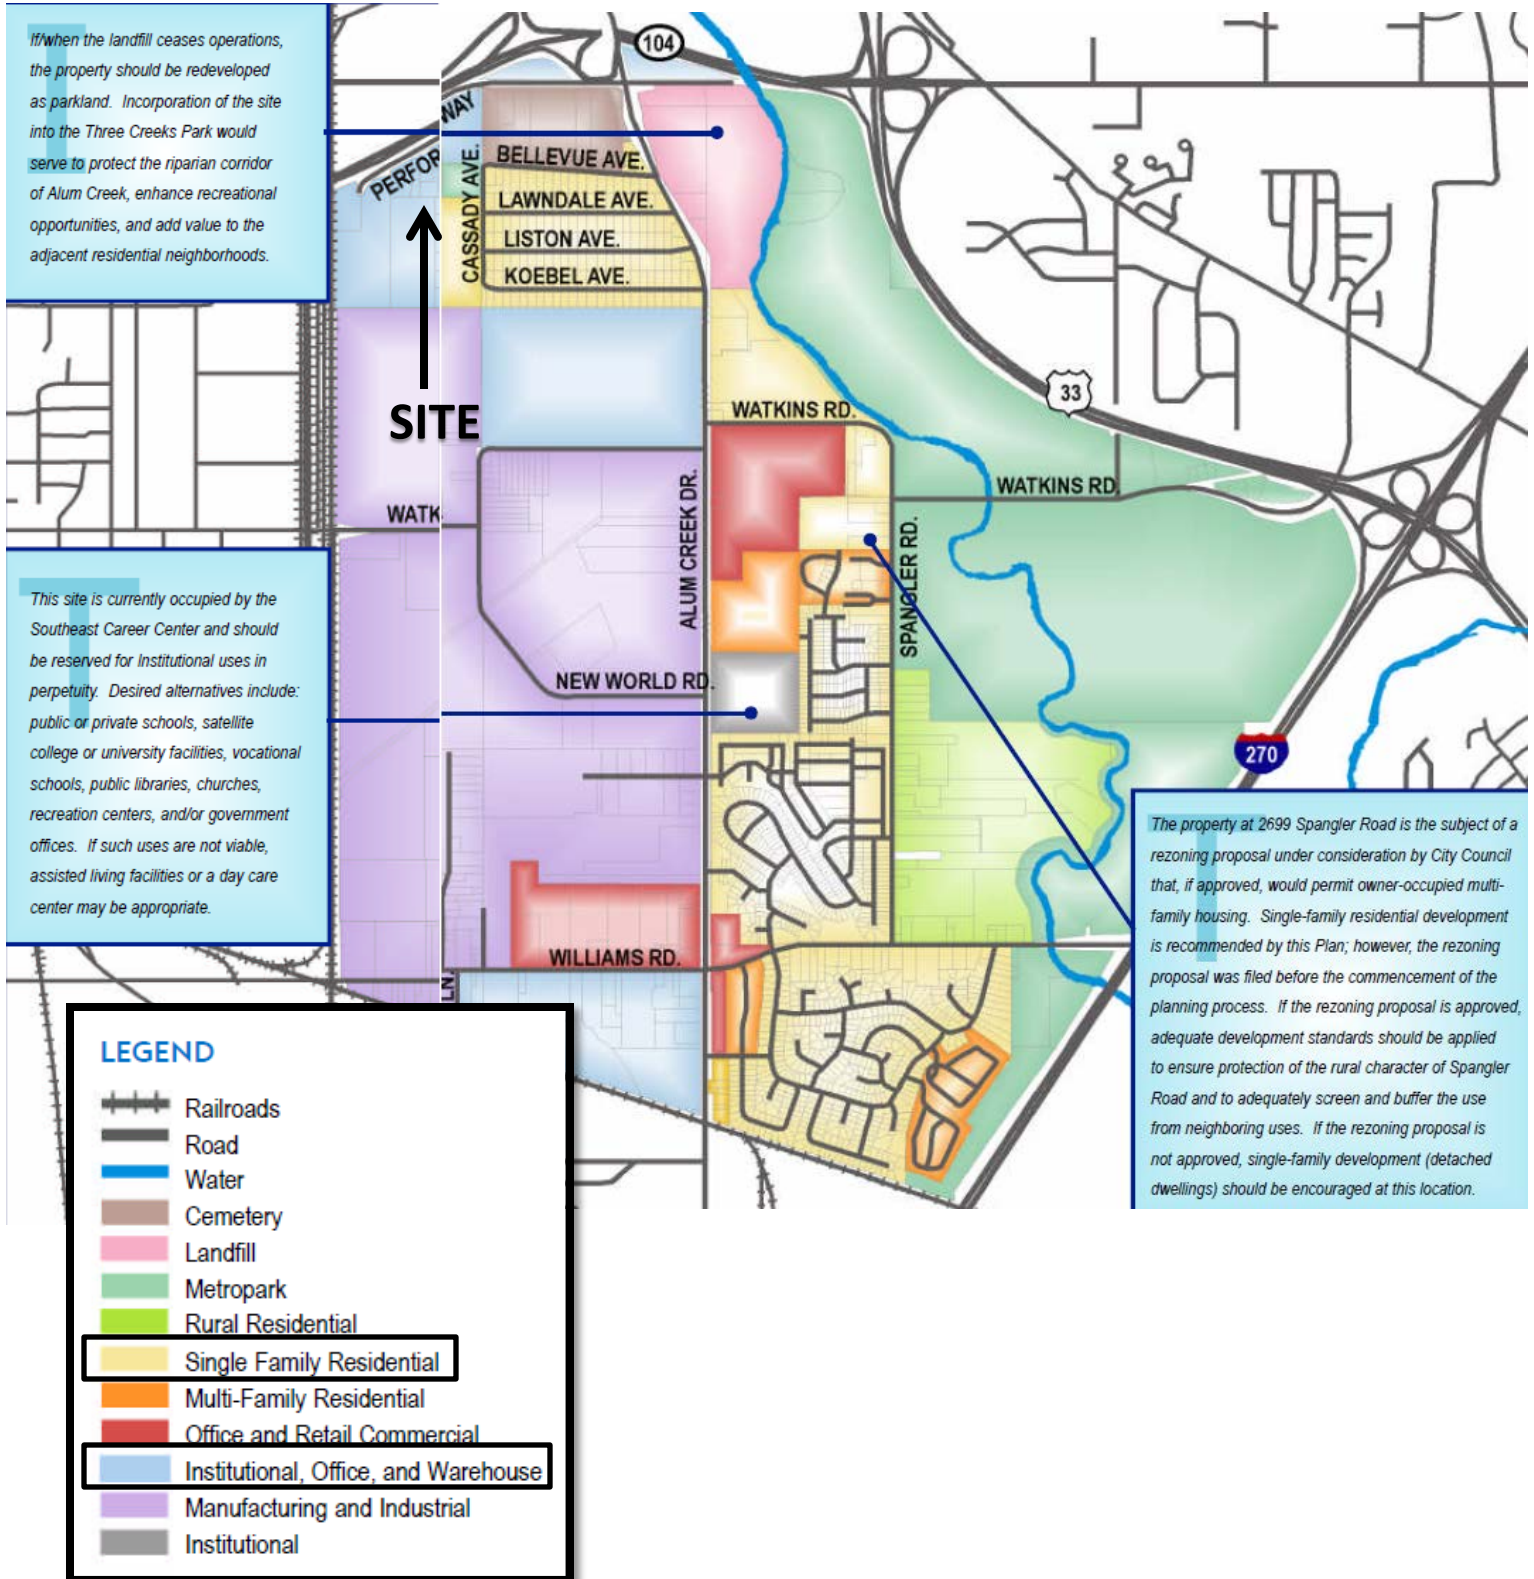 If/when the landfill ceases operations,
the property should be redeveloped
as parkland.  Incorporation of the site
into the Three Creeks Park would
serve to protect the riparian corridor
of Alum Creek, enhance recreational
opportunities, and add value to the
adjacent residential neighborhoods.
104
WAY
PERFOR
CASSADY AVE.
BELLEVUE AVE.
LAWNDALE AVE.
LISTON AVE.
KOEBEL AVE.
SITE
33
WATKINS RD.
WATKINS RD.
WATK
ALUM CREEK DR.
SPANGLER RD.
NEW WORLD RD.
270
WILLIAMS RD.
LN
This site is currently occupied by the
Southeast Career Center and should
be reserved for Institutional uses in
perpetuity.  Desired alternatives include:
public or private schools, satellite
college or university facilities, vocational
schools, public libraries, churches,
recreation centers, and/or government
offices.  If such uses are not viable,
assisted living facilities or a day care
center may be appropriate.
The property at 2699 Spangler Road is the subject of a
rezoning proposal under consideration by City Council
that, if approved, would permit owner-occupied multi-
family housing.  Single-family residential development
is recommended by this Plan; however, the rezoning
proposal was filed before the commencement of the
planning process.  If the rezoning proposal is approved,
adequate development standards should be applied
to ensure protection of the rural character of Spangler
Road and to adequately screen and buffer the use
from neighboring uses.  If the rezoning proposal is
not approved, single-family development (detached
dwellings) should be encouraged at this location.
LEGEND
Railroads
Road
Water
Cemetery
Landfill
Metropark
Rural Residential
Single Family Residential
Multi-Family Residential
Office and Retail Commercial
Institutional, Office, and Warehouse
Manufacturing and Industrial
Institutional